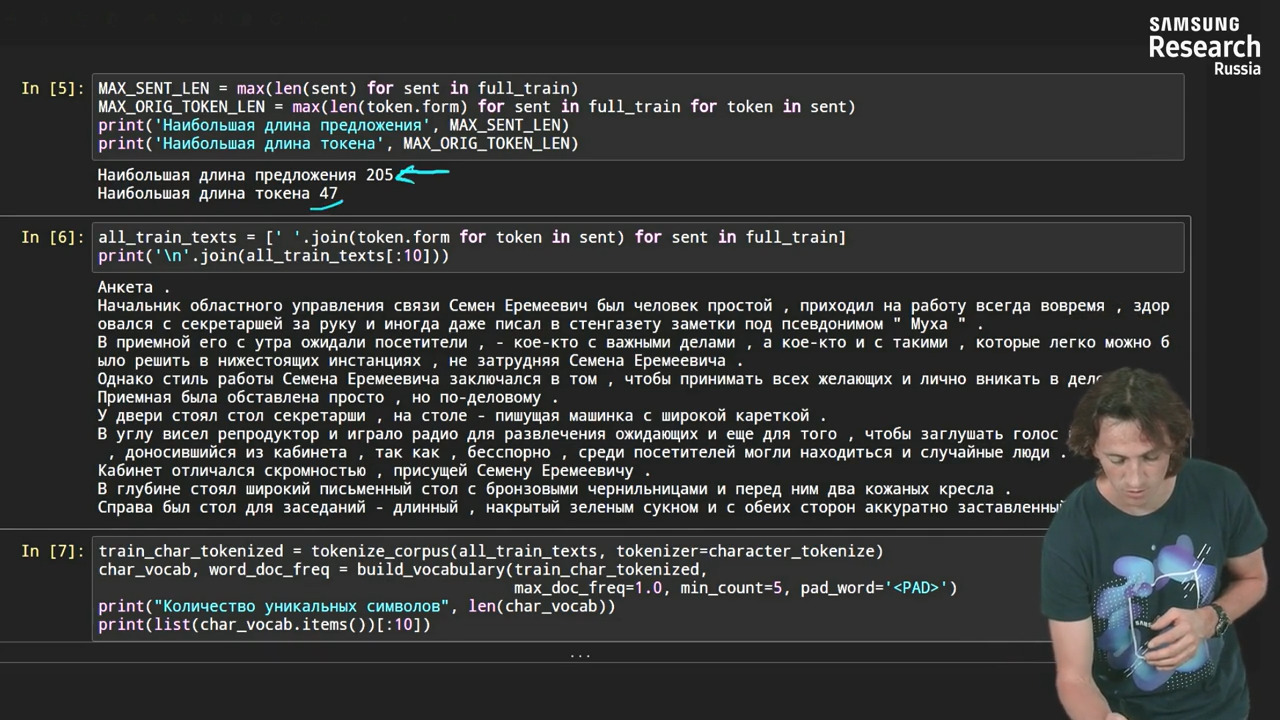 SAMSUNG
Research
Russia
In [5]: MAX_SENT_LEN = max(len(sent) for sent in full_train)
MAX_ORIG_TOKEN_LEN = max(len(token.form) for sent in full_train for token in sent)
print('Наибольшая длина предложения', MAX_SENT_LEN)
print('Наибольшая длина токена', MAX_ORIG_TOKEN_LEN)
Наибольшая длина предложения 205
Наибольшая длина токена 47
In [6]: all_train_texts = [' '.join(token.form for token in sent) for sent in full_train]
print('\n'.join(all_train_texts[:10]))
Анкета .
Начальник областного управления связи Семен Еремеевич был человек простой , приходил на работу всегда вовремя , здор
овался с секретаршей за руку и иногда даже писал в стенгазету заметки под псевдонимом " Муха " .
В приемной его с утра ожидали посетители , - кое-кто с важными делами , а кое-кто и с такими , которые легко можно б
ыло решить в нижестоящих инстанциях , не затрудняя Семена Еремеевича .
Однако стиль работы Семена Еремеевича заключался в том , чтобы принимать всех желающих и лично вникать в
Приемная была обставлена просто , но по-деловому .
У двери стоял стол секретарши , на столе - пишущая машинка с широкой кареткой .
В углу висел репродуктор и играло радио для развлечения ожидающих и еще для того , чтобы заглушать голос
, доносившийся из кабинета , так как , бесспорно , среди посетителей могли находиться и случайные люди .
Кабинет отличался скромностью , присущей Семену Еремеевичу .
В глубине стоял широкий письменный стол с бронзовыми чернильницами и перед ним два кожаных кресла .
Справа был стол для заседаний - длинный , накрытый зеленым сукном и с обеих сторон аккуратно
In [7]: train_char_tokenized = tokenize_corpus(all_train_texts, tokenizer=character_tokenize)
char_vocab, word_doc_freq = build_vocabulary(train_char_tokenized,
max_doc_freq=1.0, min_count=5, pad_word='<PAD>')
print("Количество уникальных символов", len(char_vocab))
print(list(char_vocab.items())[:10])
...